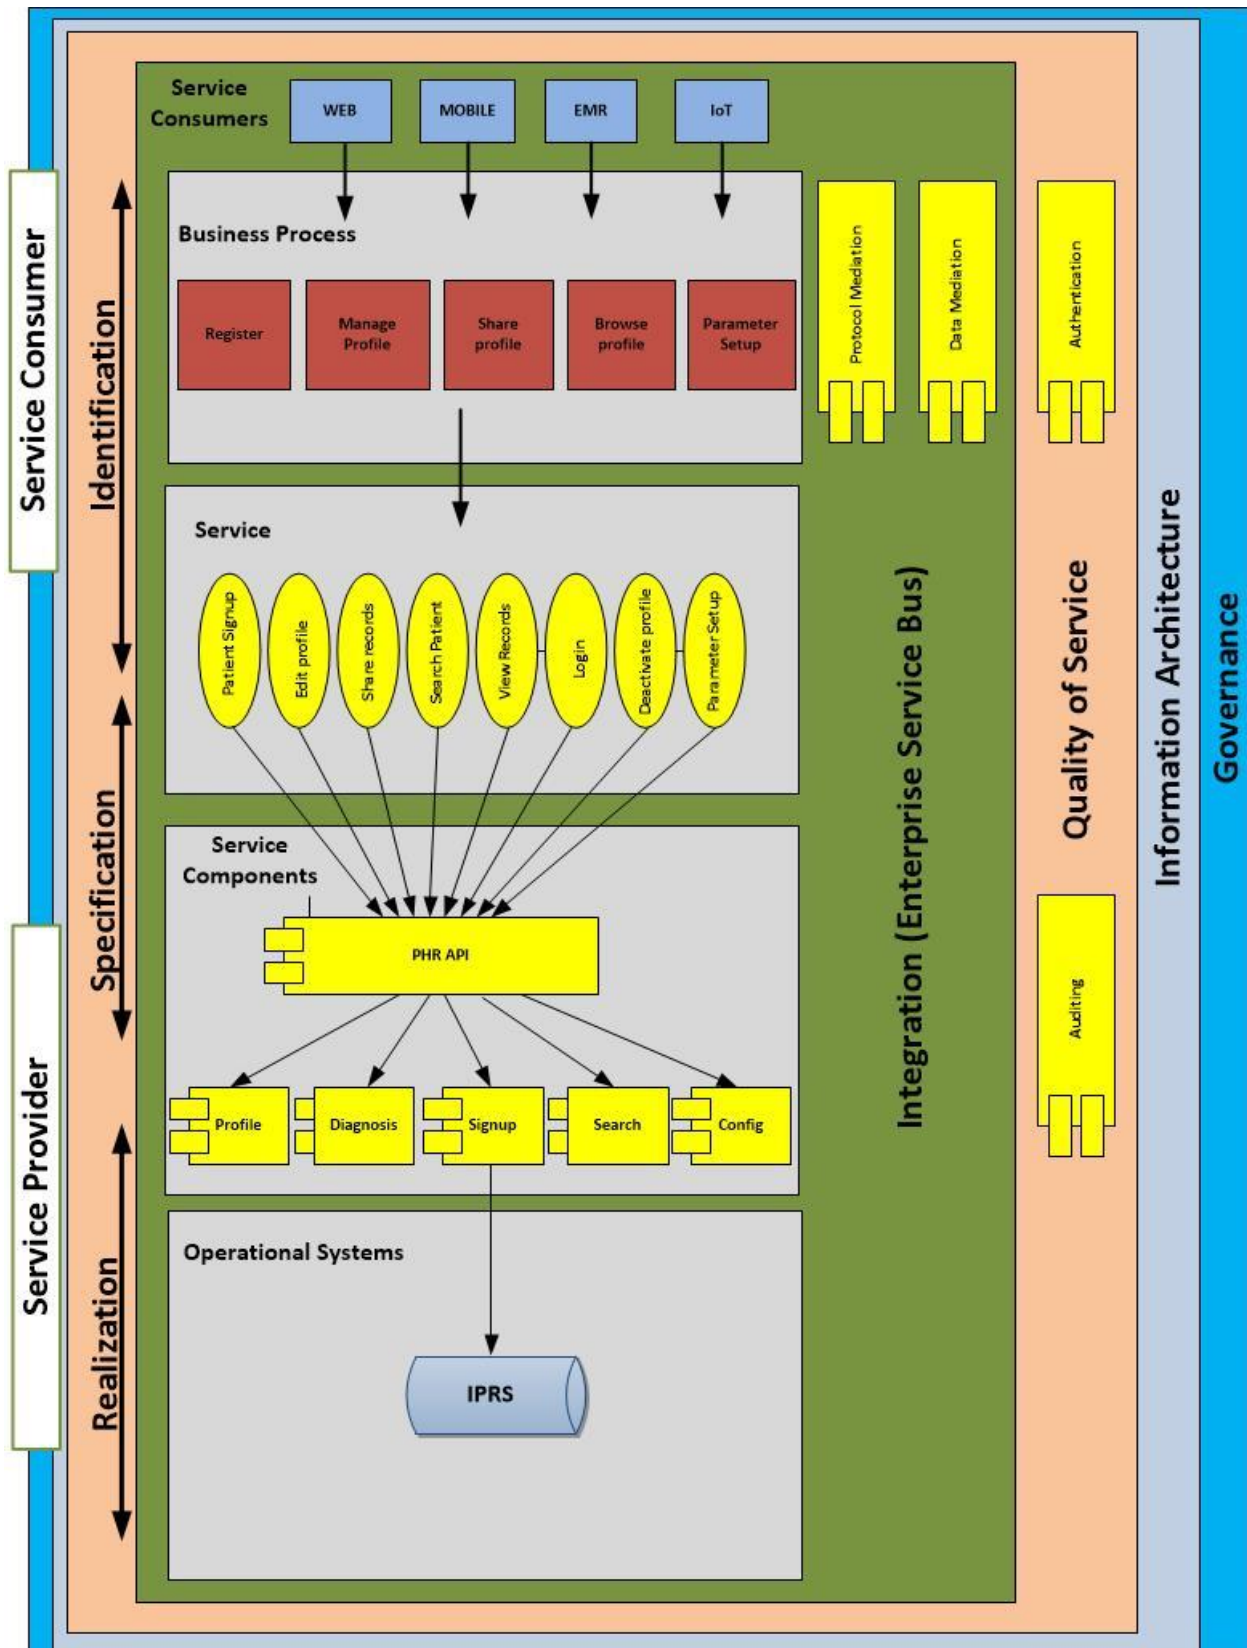 Service
Consumers
WEB
MOBILE
EMR
IoT
Business Process
Register
Manage
Profile
Share
profile
Browse
profile
Parameter
Setup
Protocol Mediation
Data Mediation
Authentication
Service Consumer
Identification
Service
Patient Signup
Edit profile
Share records
Search Patient
View Records
Login
Deactivate profile
Parameter Setup
Integration (Enterprise Service Bus)
Quality of Service
Information Architecture
Governance
Specification
Service
Components
PHR API
Auditing
Profile
Diagnosis
Signup
Search
Config
Service Provider
Realization
Operational Systems
IPRS